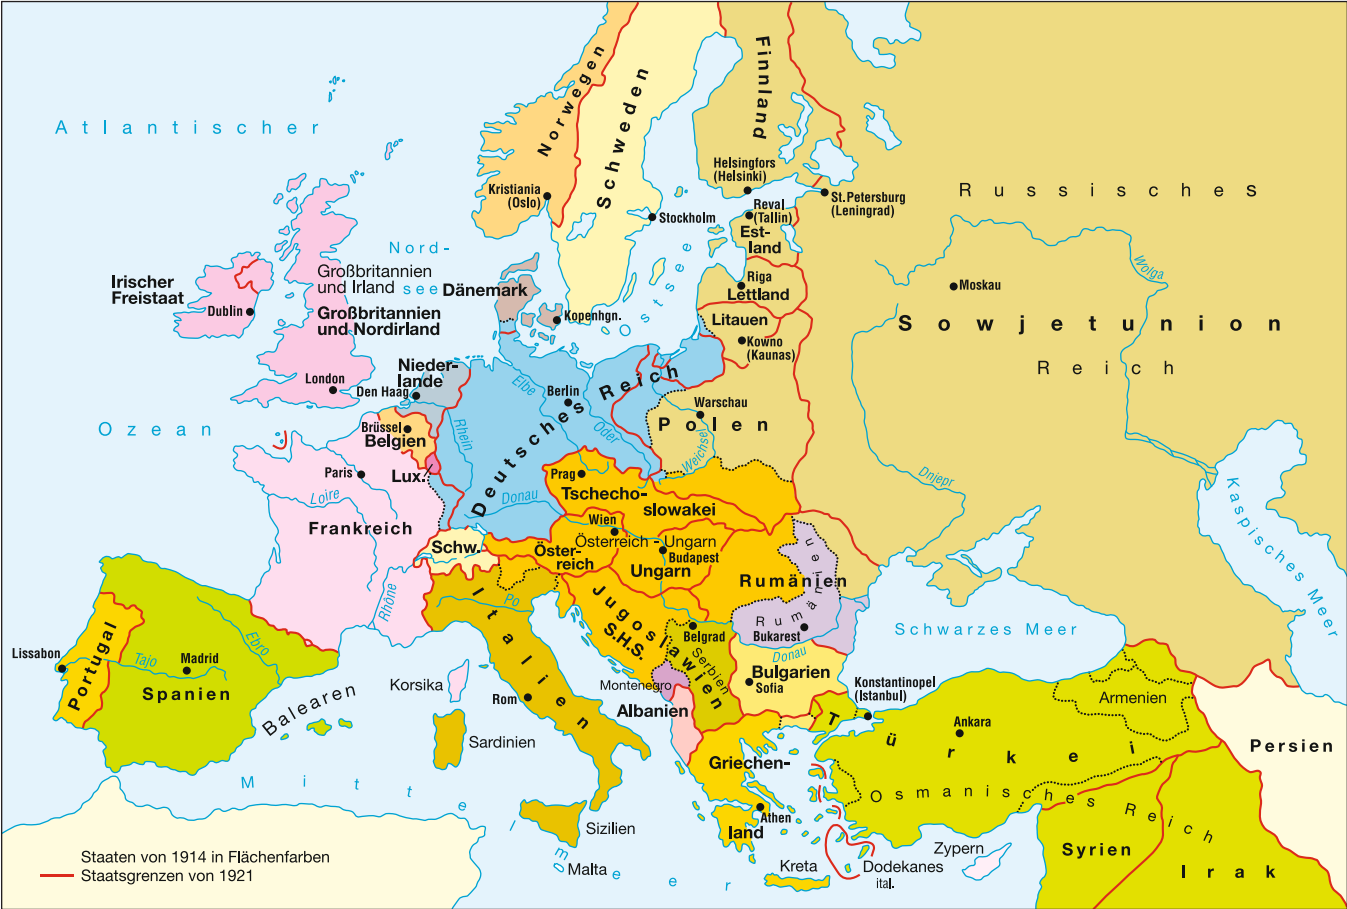 Atlantischer
Ozean
Nord-
see
Ostsee
Norwegen
Schweden
Finnland
Kristiania
(Oslo)
Stockholm
Helsingfors
(Helsinki)
St. Petersburg
(Leningrad)
Reval
(Tallin)
Est-
land
Riga
Lettland
Litauen
Kowno
(Kaunas)
Russisches
Reich
Sowjetunion
Moskau
Wolga
Dnjepr
Kaspisches Meer
Irischer
Freistaat
Dublin
Großbritannien
und Irland
Großbritannien
und Nordirland
London
Dänemark
Kopenhgn.
Nieder-
lande
Den Haag
Brüssel
Belgien
Lux.
Deutsches Reich
Berlin
Elbe
Oder
Rhein
Donau
Warschau
Polen
Weichsel
Paris
Loire
Frankreich
Rhône
Schw.
Prag
Tschecho-
slowakei
Wien
Österreich
Ungarn
Öster-
reich
Budapest
Ungarn
Rumänien
Rumänien
Bukarest
Donau
Jugoslawien
S.H.S.
Belgrad
Serbien
Montenegro
Albanien
Bulgarien
Sofia
Schwarzes Meer
Italien
Po
Rom
Korsika
Sardinien
Sizilien
Malta
Portugal
Lissabon
Tajo
Madrid
Spanien
Ebro
Balearen
Mittelmeer
Griechen-
land
Athen
Kreta
Dodekanes
ital.
Zypern
Konstantinopel
(Istanbul)
Ankara
Türkei
Osmanisches Reich
Armenien
Persien
Syrien
Irak
Staaten von 1914 in Flächenfarben
Staatsgrenzen von 1921